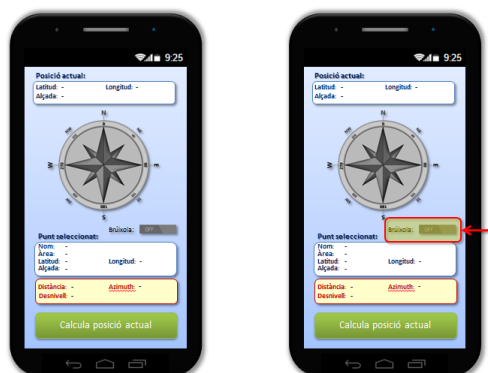 9:25
Posició actual:
Latitud: - Longitud: -
Alçada: -
N
W E
S
Brúixola: OFF
Punt seleccionat:
Nom: -
Àrea: -
Latitud: - Longitud: -
Alçada: -
Distància: - Azimuth: -
Desnivell: -
Calcula posició actual
9:25
Posició actual:
Latitud: - Longitud: -
Alçada: -
N
W E
S
Brúixola: OFF
Punt seleccionat:
Nom: -
Àrea: -
Latitud: - Longitud: -
Alçada: -
Distància: - Azimuth: -
Desnivell: -
Calcula posició actual